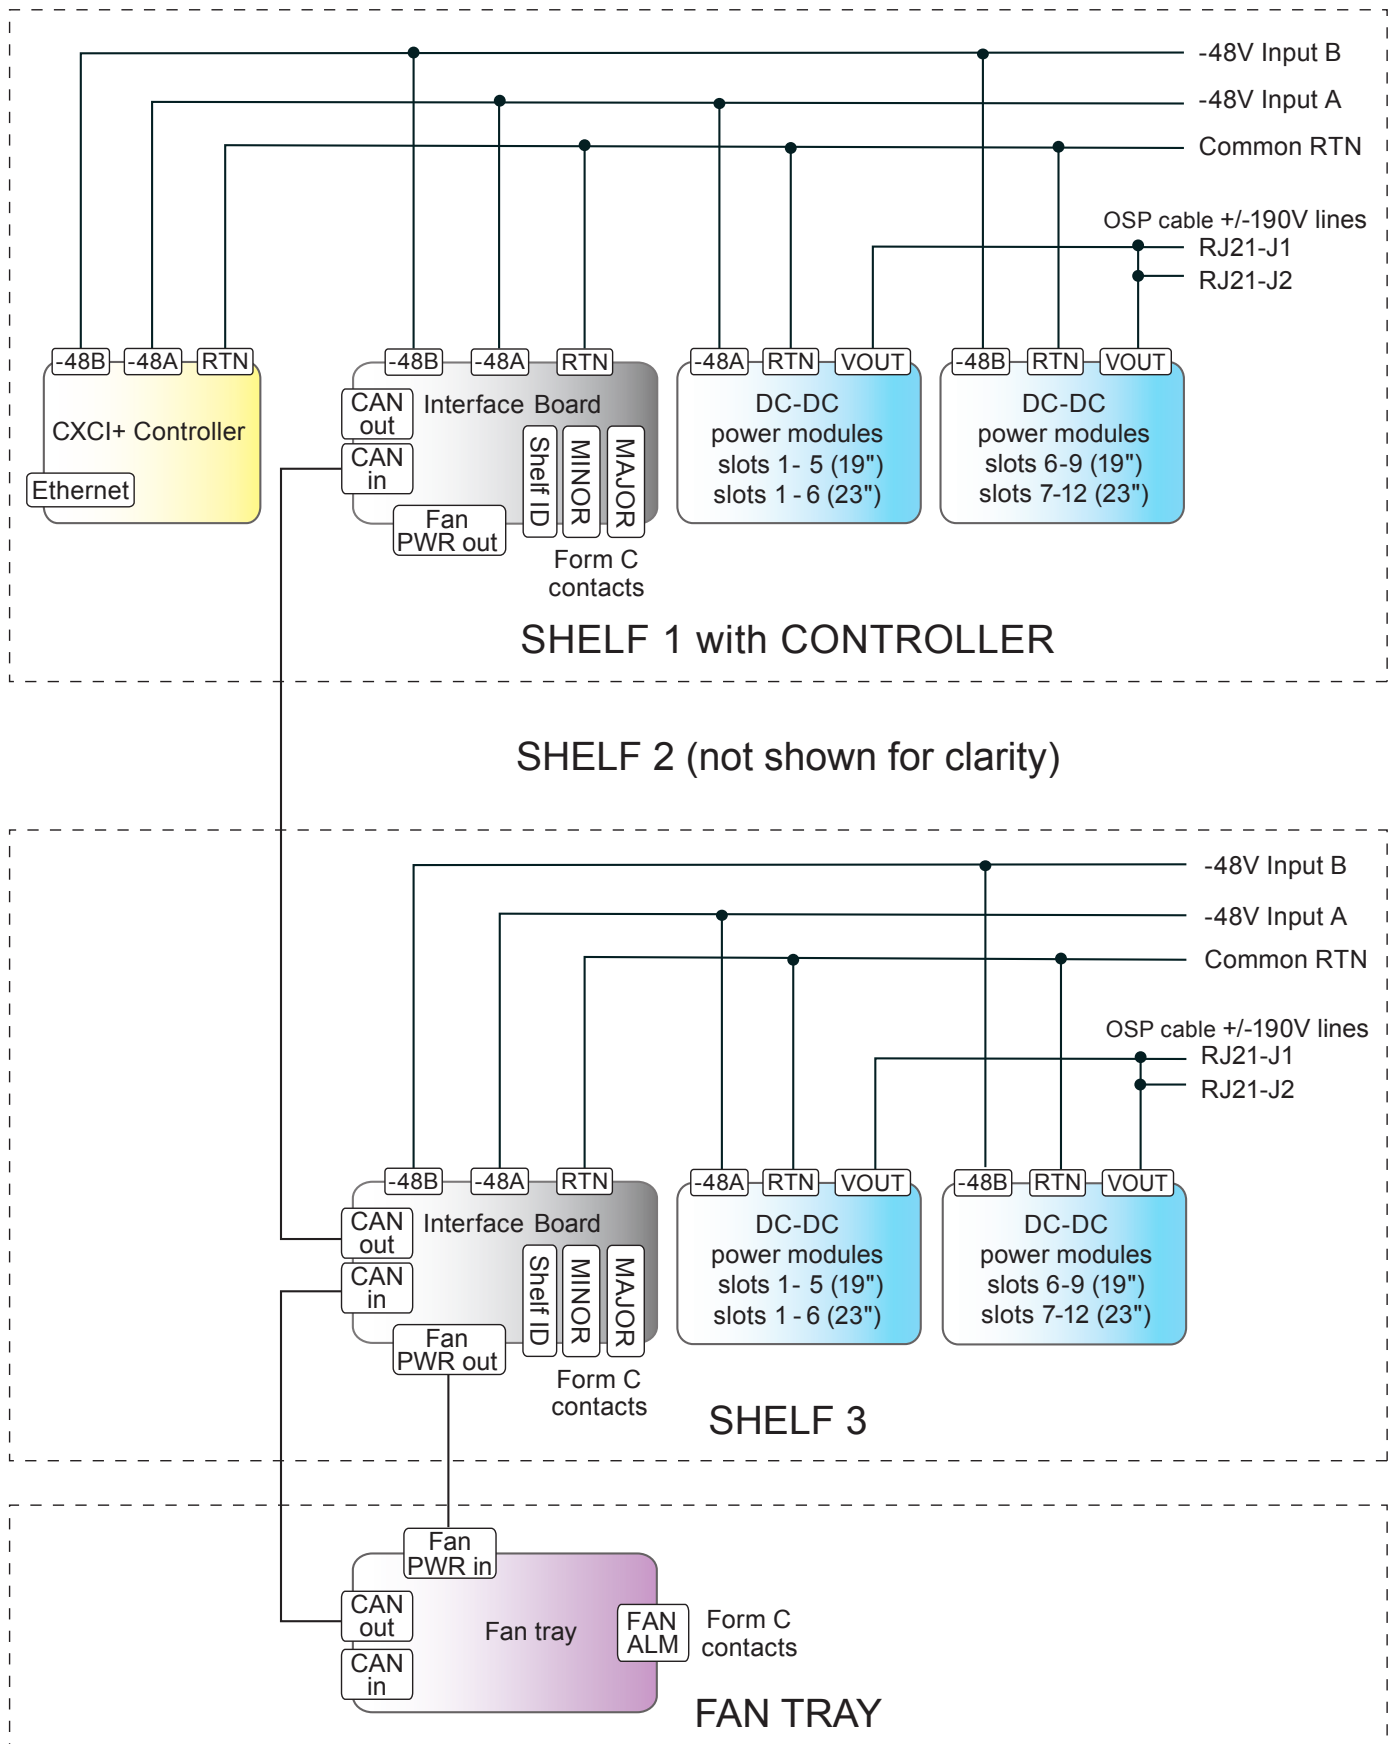 -48V Input B
-48V Input A
Common RTN
OSP cable +/-190V lines
RJ21-J1
RJ21-J2
-48B -48A RTN
CXCI+ Controller
Ethernet
-48B -48A RTN
CAN
out
Interface Board
CAN
in
Shelf ID
MINOR
MAJOR
Fan
PWR out
Form C
contacts
-48A RTN VOUT
DC-DC
power modules
slots 1- 5 (19")
slots 1 - 6 (23")
-48B RTN VOUT
DC-DC
power modules
slots 6-9 (19")
slots 7-12 (23")
SHELF 1 with CONTROLLER
SHELF 2 (not shown for clarity)
-48V Input B
-48V Input A
Common RTN
OSP cable +/-190V lines
RJ21-J1
RJ21-J2
-48B -48A RTN
CAN
out
Interface Board
CAN
in
Shelf ID
MINOR
MAJOR
Fan
PWR out
Form C
contacts
-48A RTN VOUT
DC-DC
power modules
slots 1- 5 (19")
slots 1 - 6 (23")
-48B RTN VOUT
DC-DC
power modules
slots 6-9 (19")
slots 7-12 (23")
SHELF 3
Fan
PWR in
CAN
out
CAN
in
Fan tray
FAN
ALM
Form C
contacts
FAN TRAY